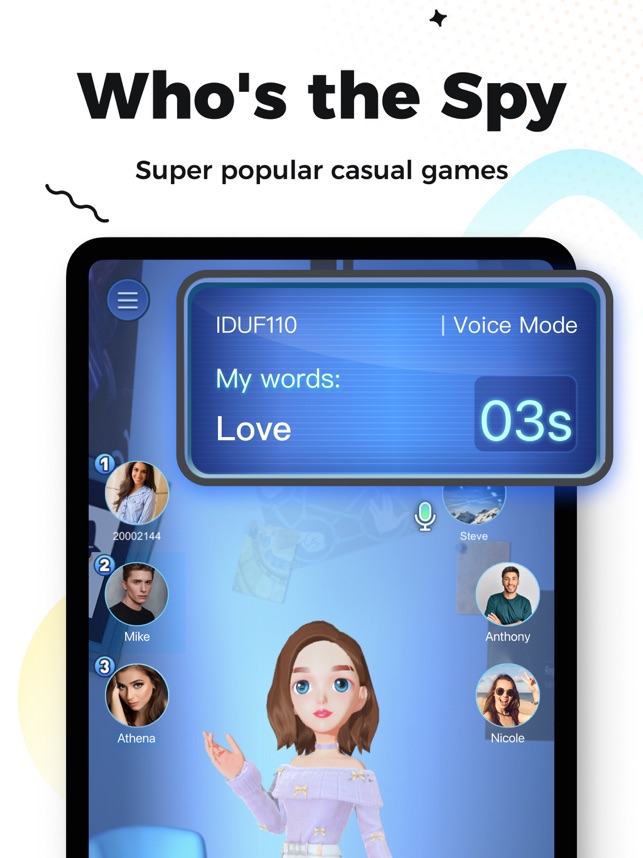 Who's the Spy
Super popular casual games
IDUF110
| Voice Mode
My words:
Love
03s
1
20002144
Steve
2
Mike
Anthony
3
Athena
Nicole